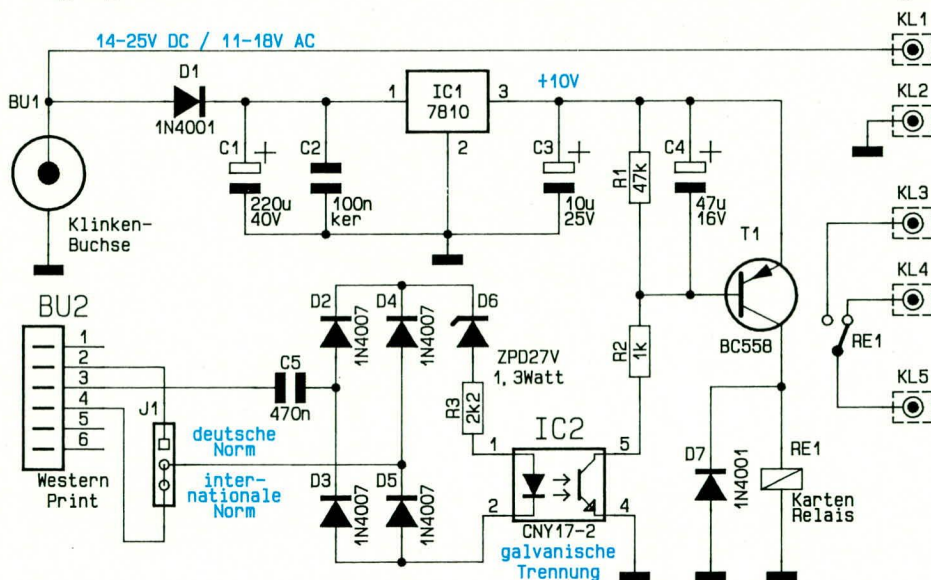 14-25V DC / 11-18V AC
KL1
D1
1N4001
BU1
1
IC1
7810
3
2
+10V
KL2
C1
+
220u
40V
C2
100n
ker
C3
+
10u
25V
R1
47k
C4
+
47u
16V
Klinken-
Buchse
KL3
T1
BC558
KL4
RE1
KL5
BU2
1
2
3
4
5
6
Western
Print
J1
deutsche
Norm
inter-
nationale
Norm
C5
470n
D2
1N4007
D4
1N4007
D6
ZPD27V
1,3Watt
R3
2k2
R2
1k
D3
1N4007
D5
1N4007
IC2
1
5
2
4
CNY17-2
galvanische
Trennung
D7
1N4001
RE1
Karten
Relais